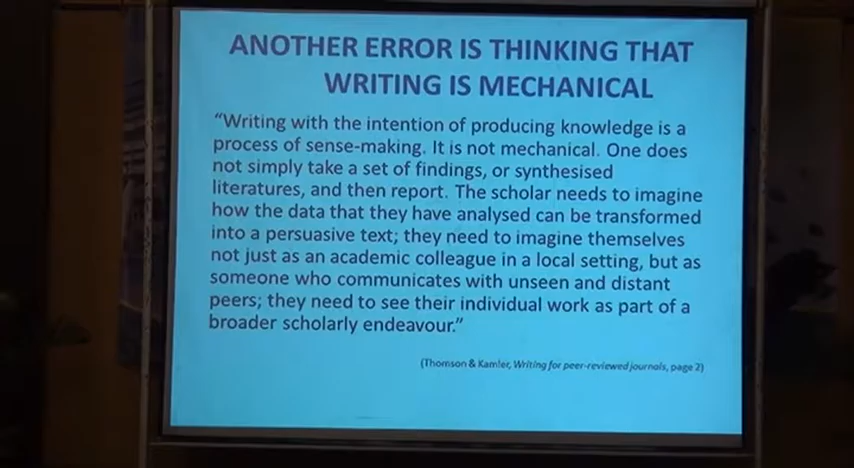 ANOTHER ERROR IS THINKING THAT
WRITING IS MECHANICAL
“Writing with the intention of producing knowledge is a
process of sense-making. It is not mechanical. One does
not simply take a set of findings, or synthesised
literatures, and then report. The scholar needs to imagine
how the data that they have analysed can be transformed
into a persuasive text; they need to imagine themselves
not just as an academic colleague in a local setting, but as
someone who communicates with unseen and distant
peers; they need to see their individual work as part of a
broader scholarly endeavour.”
(Thomson & Kamler, Writing for peer-reviewed journals, page 2)